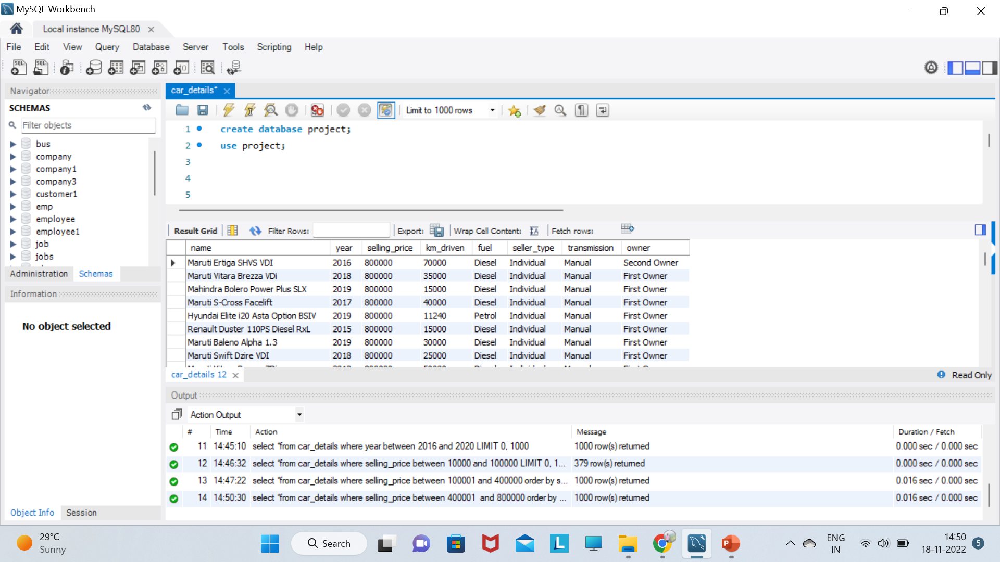 MySQL Workbench
Local instance MySQL80
File Edit View Query Database Server Tools Scripting Help
Navigator
SCHEMAS
Filter objects
bus
company
company1
company3
customer1
emp
employee
employee1
job
jobs
Administration Schemas
Information
No object selected
Object Info Session
car_details*
Limit to 1000 rows
1 create database project;
2 use project;
3
4
5
Result Grid Filter Rows: Export: Wrap Cell Content: Fetch rows:
name year selling_price km_driven fuel seller_type transmission owner
Maruti Ertiga SHVS VDI 2016 800000 70000 Diesel Individual Manual Second Owner
Maruti Vitara Brezza VDi 2018 800000 35000 Diesel Individual Manual First Owner
Mahindra Bolero Power Plus SLX 2019 800000 15000 Diesel Individual Manual First Owner
Maruti S-Cross Facelift 2017 800000 40000 Diesel Individual Manual First Owner
Hyundai Elite i20 Asta Option BSIV 2019 800000 11240 Petrol Individual Manual First Owner
Renault Duster 110PS Diesel RxL 2015 800000 15000 Diesel Individual Manual First Owner
Maruti Baleno Alpha 1.3 2019 800000 30000 Diesel Individual Manual First Owner
Maruti Swift Dzire VDI 2018 800000 25000 Diesel Individual Manual First Owner
car_details 12 Read Only
Output
Action Output
# Time Action Message Duration / Fetch
11 14:45:10 select *from car_details where year between 2016 and 2020 LIMIT 0, 1000 1000 row(s) returned 0.000 sec / 0.000 sec
12 14:46:32 select *from car_details where selling_price between 10000 and 100000 LIMIT 0, 1... 379 row(s) returned 0.000 sec / 0.000 sec
13 14:47:22 select *from car_details where selling_price between 100001 and 400000 order by s... 1000 row(s) returned 0.016 sec / 0.000 sec
14 14:50:30 select *from car_details where selling_price between 400001 and 800000 order by ... 1000 row(s) returned 0.016 sec / 0.000 sec
29°C
Sunny
Search
ENG
IN
14:50
18-11-2022
5